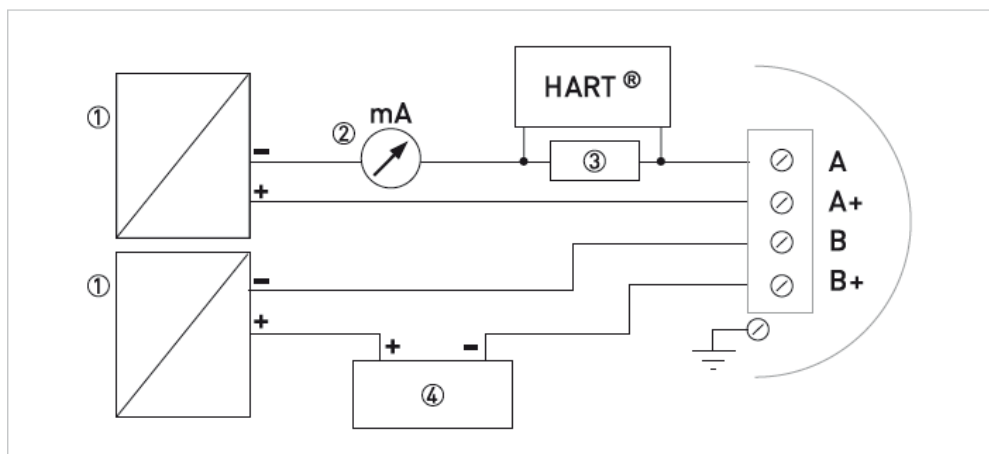 HART ®
①
② mA
-
③
A
+
A+
B
①
-
B+
+
+ -
④